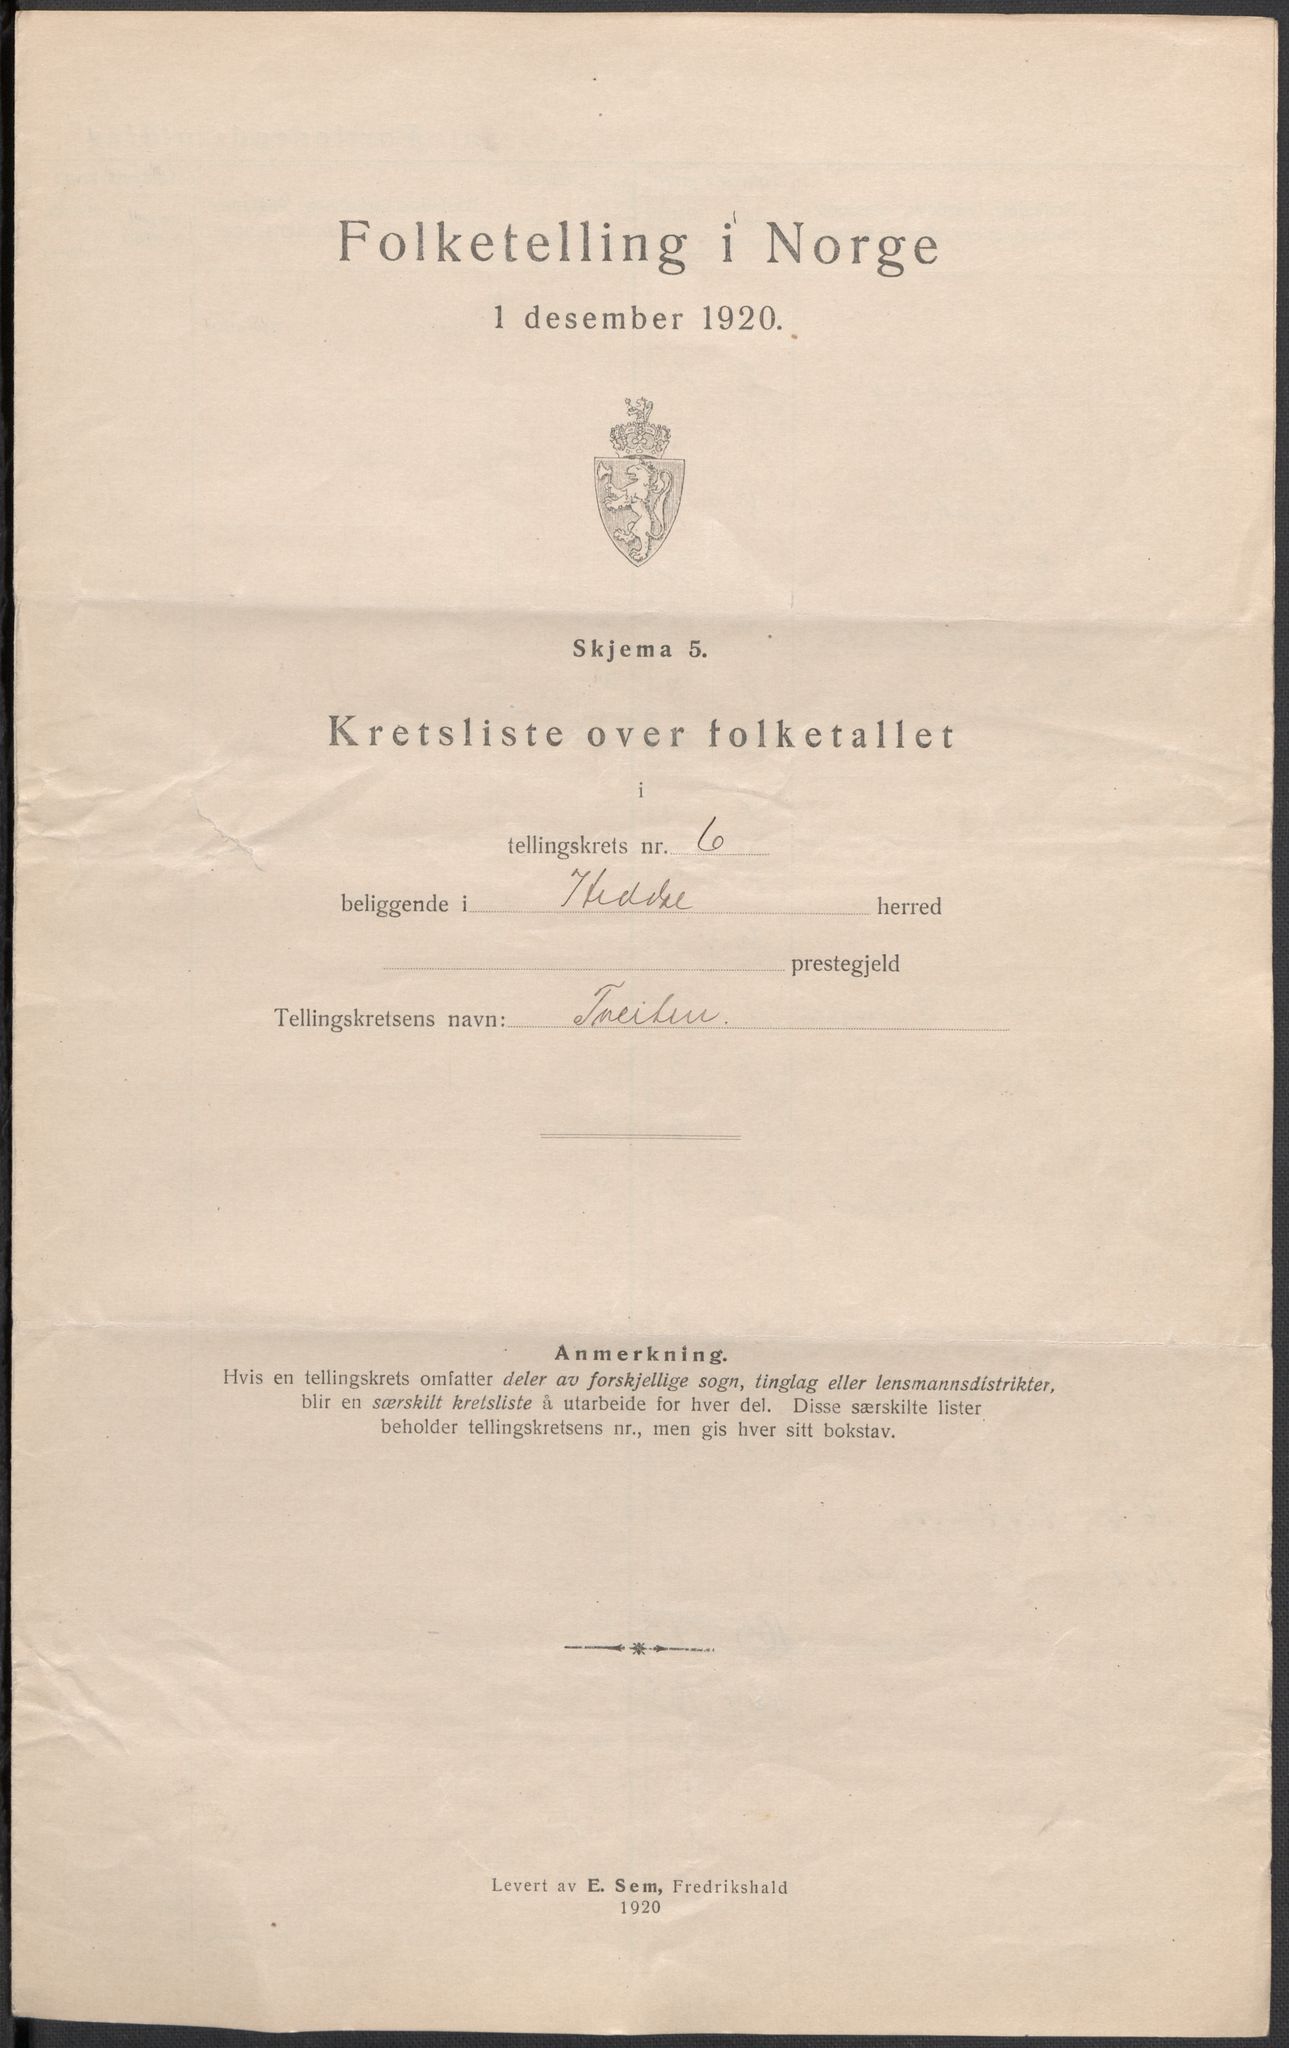 Folketelling i Norge
1 desember 1920.
Skjema 5.
Kretsliste over folketallet
i
tellingskrets nr. 6
beliggende i Heddal herred
prestegjeld
Tellingskretsens navn: Tveiten.
Anmerkning.
Hvis en tellingskrets omfatter deler av forskjellige sogn, tinglag eller lensmannsdistrikter,
blir en særskilt kretsliste å utarbeide for hver del. Disse særskilte lister
beholder tellingskretsens nr., men gis hver sitt bokstav.
Levert av E. Sem, Fredrikshald
1920